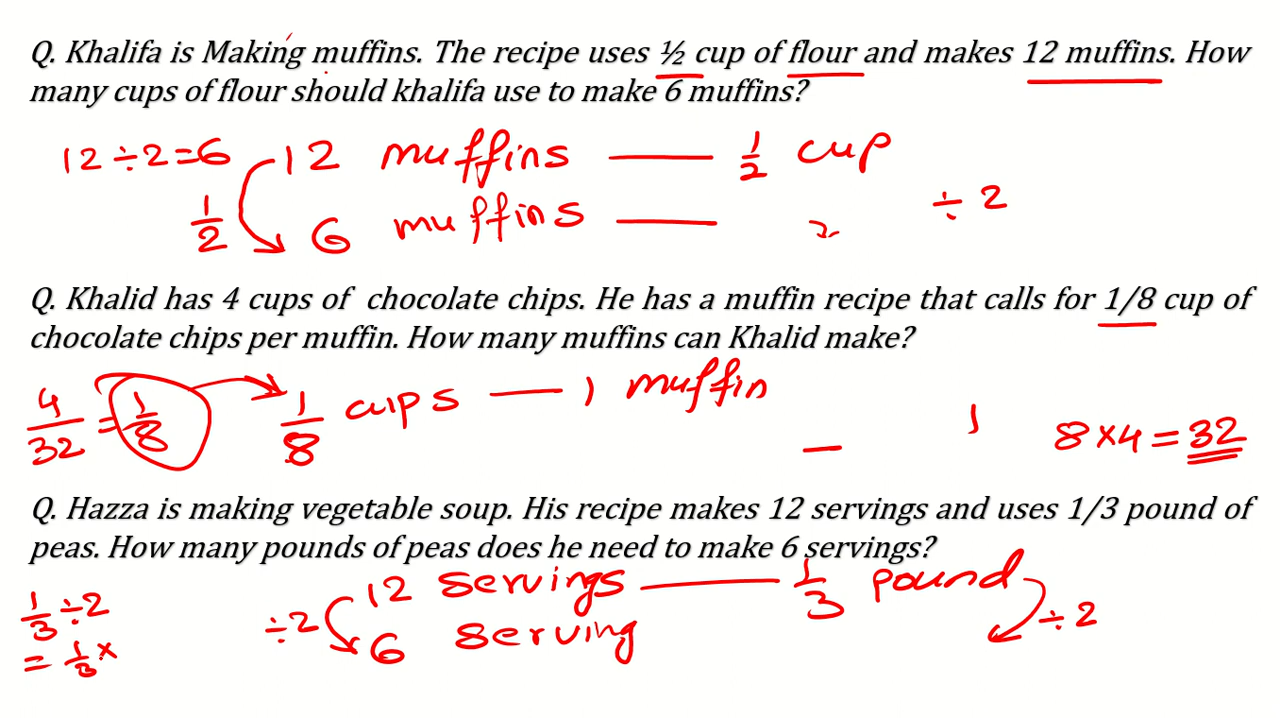 Q. Khalifa is Making muffins. The recipe uses ½ cup of flour and makes 12 muffins. How
many cups of flour should khalifa use to make 6 muffins?
12 ÷ 2 = 6 12 muffins — 1/2 cup
1/2 6 muffins — ÷ 2
Q. Khalid has 4 cups of chocolate chips. He has a muffin recipe that calls for 1/8 cup of
chocolate chips per muffin. How many muffins can Khalid make?
4/32 = 1/8 1/8 cups — 1 muffin
— 1 8 × 4 = 32
Q. Hazza is making vegetable soup. His recipe makes 12 servings and uses 1/3 pound of
peas. How many pounds of peas does he need to make 6 servings?
1/3 ÷ 2 12 servings — 1/3 pound
÷ 2 6 serving ÷ 2
= 1/3 ×